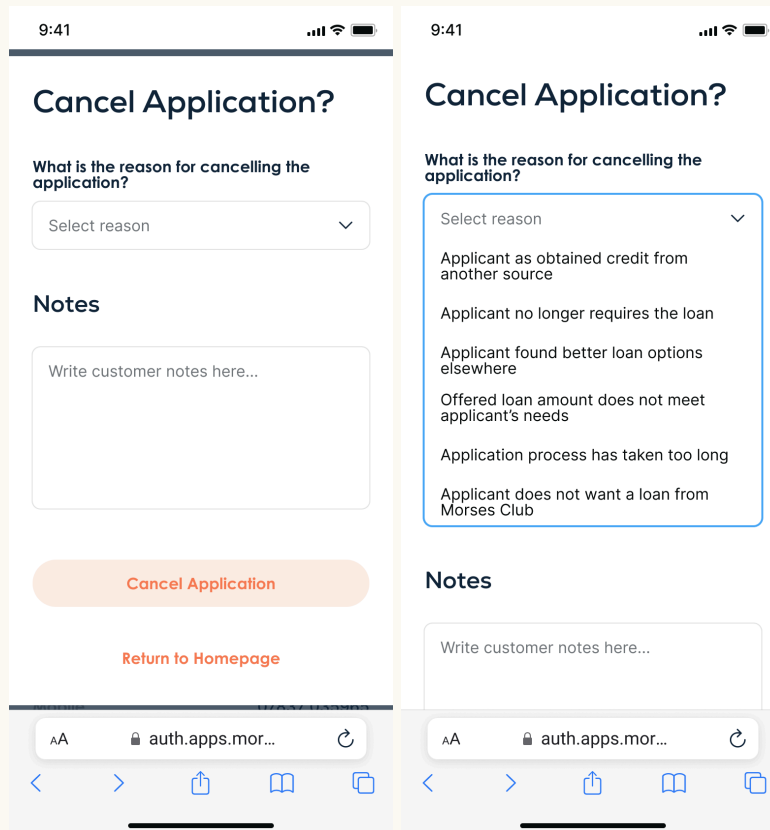 9:41
Cancel Application?
What is the reason for cancelling the
application?
Select reason
Notes
Write customer notes here...
Cancel Application
Return to Homepage
AA
auth.apps.mor...
9:41
Cancel Application?
What is the reason for cancelling the
application?
Select reason
Applicant as obtained credit from
another source
Applicant no longer requires the loan
Applicant found better loan options
elsewhere
Offered loan amount does not meet
applicant's needs
Application process has taken too long
Applicant does not want a loan from
Morses Club
Notes
Write customer notes here...
AA
auth.apps.mor...